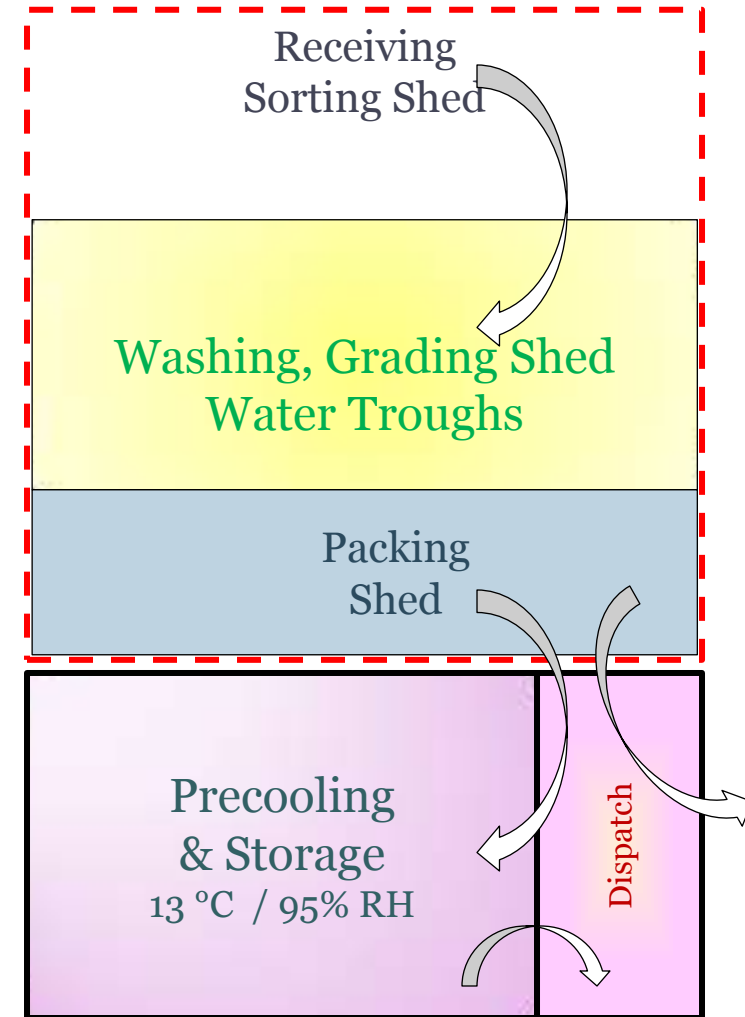 Receiving
Sorting Shed
Washing, Grading Shed
Water Troughs
Packing
Shed
Precooling
& Storage
13 °C / 95% RH
Dispatch